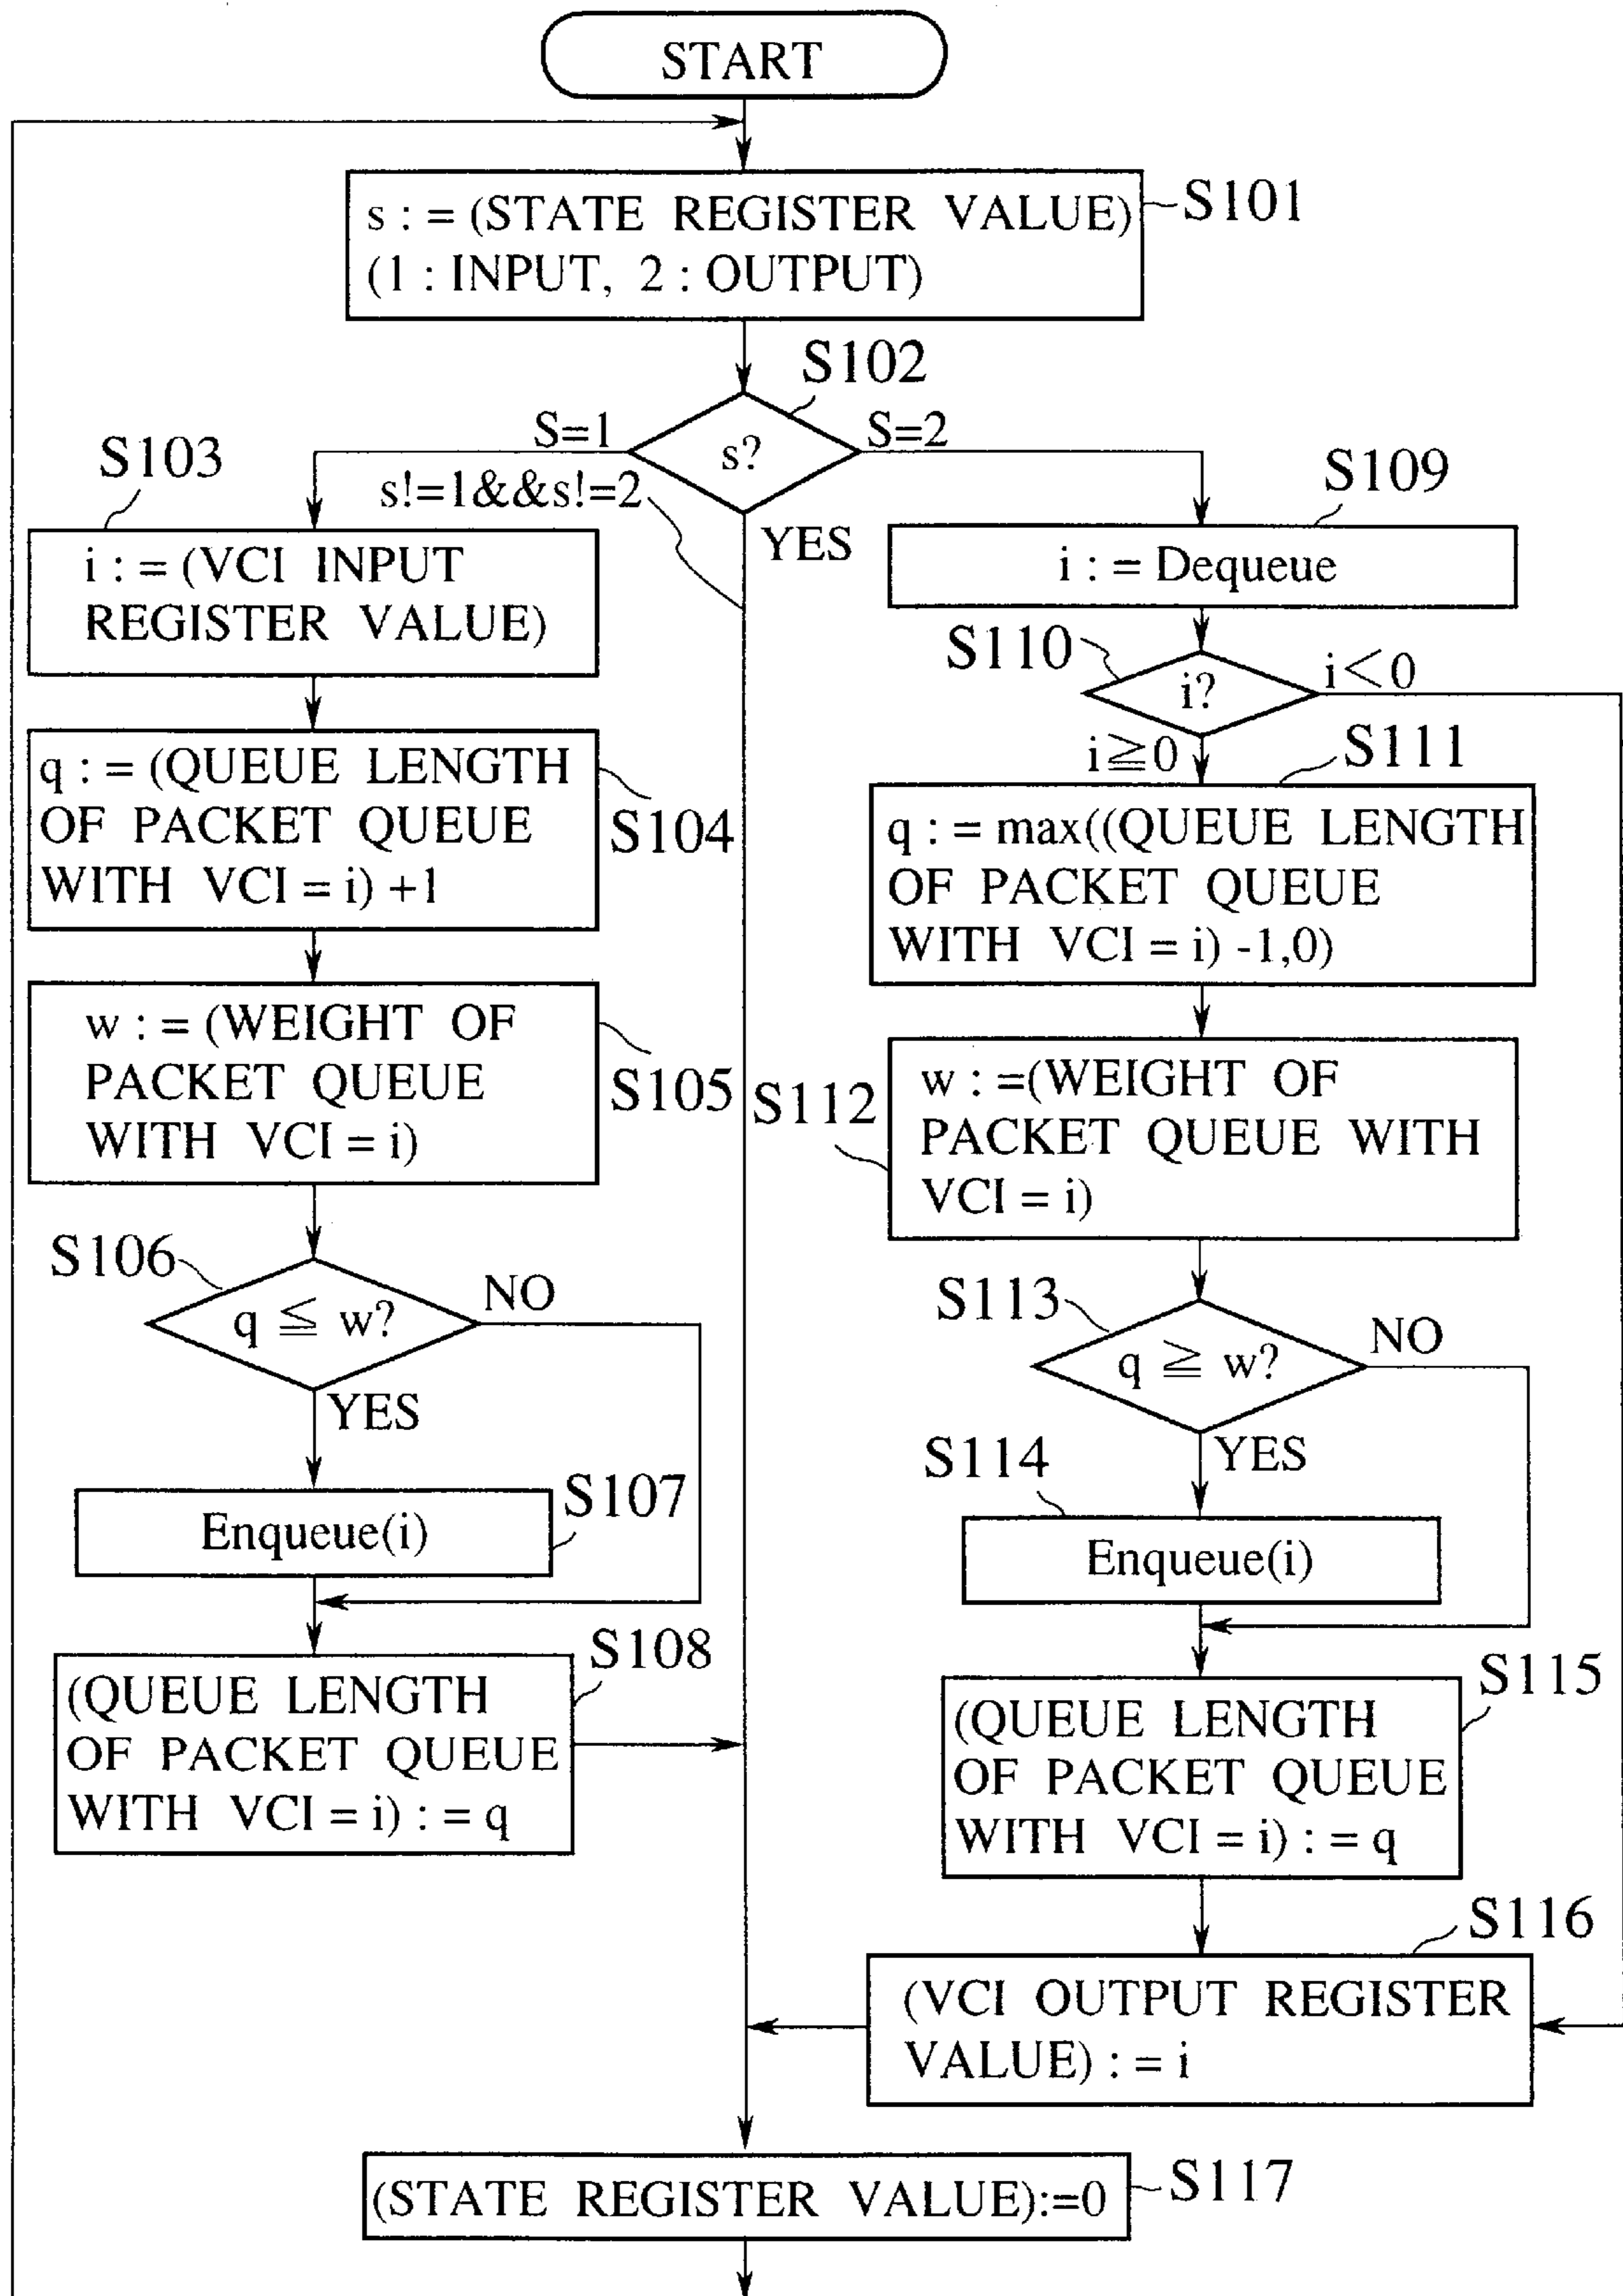 START
s : = (STATE REGISTER VALUE)
(1 : INPUT, 2 : OUTPUT)
S101
S102
s?
S=1
S=2
s!=1&&s!=2
YES
S103
i : = (VCI INPUT
REGISTER VALUE)
q : = (QUEUE LENGTH
OF PACKET QUEUE
WITH VCI = i) +1
S104
w : = (WEIGHT OF
PACKET QUEUE
WITH VCI = i)
S105
S106
q ≦ w?
NO
YES
S107
Enqueue(i)
S108
(QUEUE LENGTH
OF PACKET QUEUE
WITH VCI = i) : = q
S109
i : = Dequeue
S110
i?
i<0
i≧0
S111
q : = max((QUEUE LENGTH
OF PACKET QUEUE
WITH VCI = i) -1,0)
S112
w : =(WEIGHT OF
PACKET QUEUE WITH
VCI = i)
S113
q ≧ w?
NO
YES
S114
Enqueue(i)
S115
(QUEUE LENGTH
OF PACKET QUEUE
WITH VCI = i) : = q
S116
(VCI OUTPUT REGISTER
VALUE) : = i
(STATE REGISTER VALUE):=0
S117